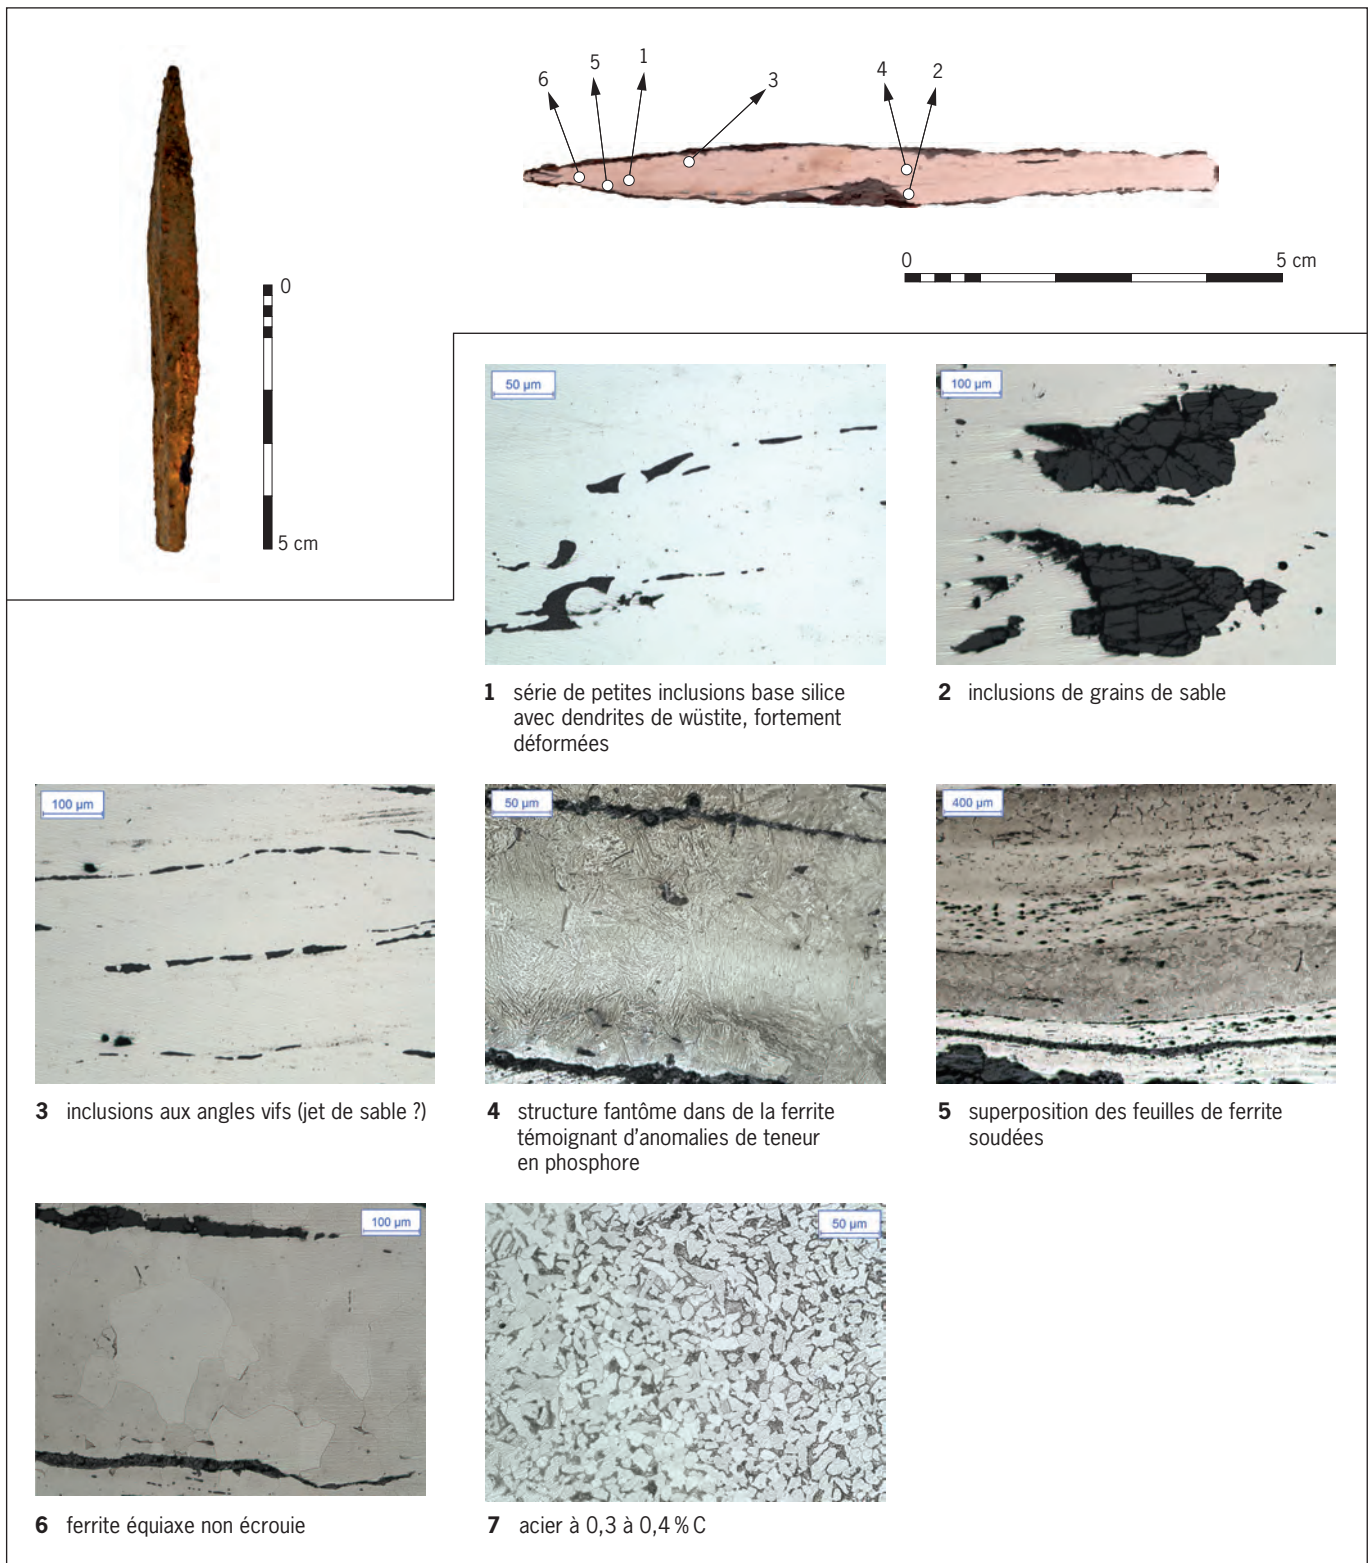 6
5
1
3
4
2
0
5 cm
0
5 cm
50 µm
100 µm
1 série de petites inclusions base silice
avec dendrites de wüstite, fortement
déformées
2 inclusions de grains de sable
100 µm
50 µm
400 µm
3 inclusions aux angles vifs (jet de sable ?)
4 structure fantôme dans de la ferrite
témoignant d'anomalies de teneur
en phosphore
5 superposition des feuilles de ferrite
soudées
100 µm
50 µm
6 ferrite équiaxe non écrouie
7 acier à 0,3 à 0,4 % C